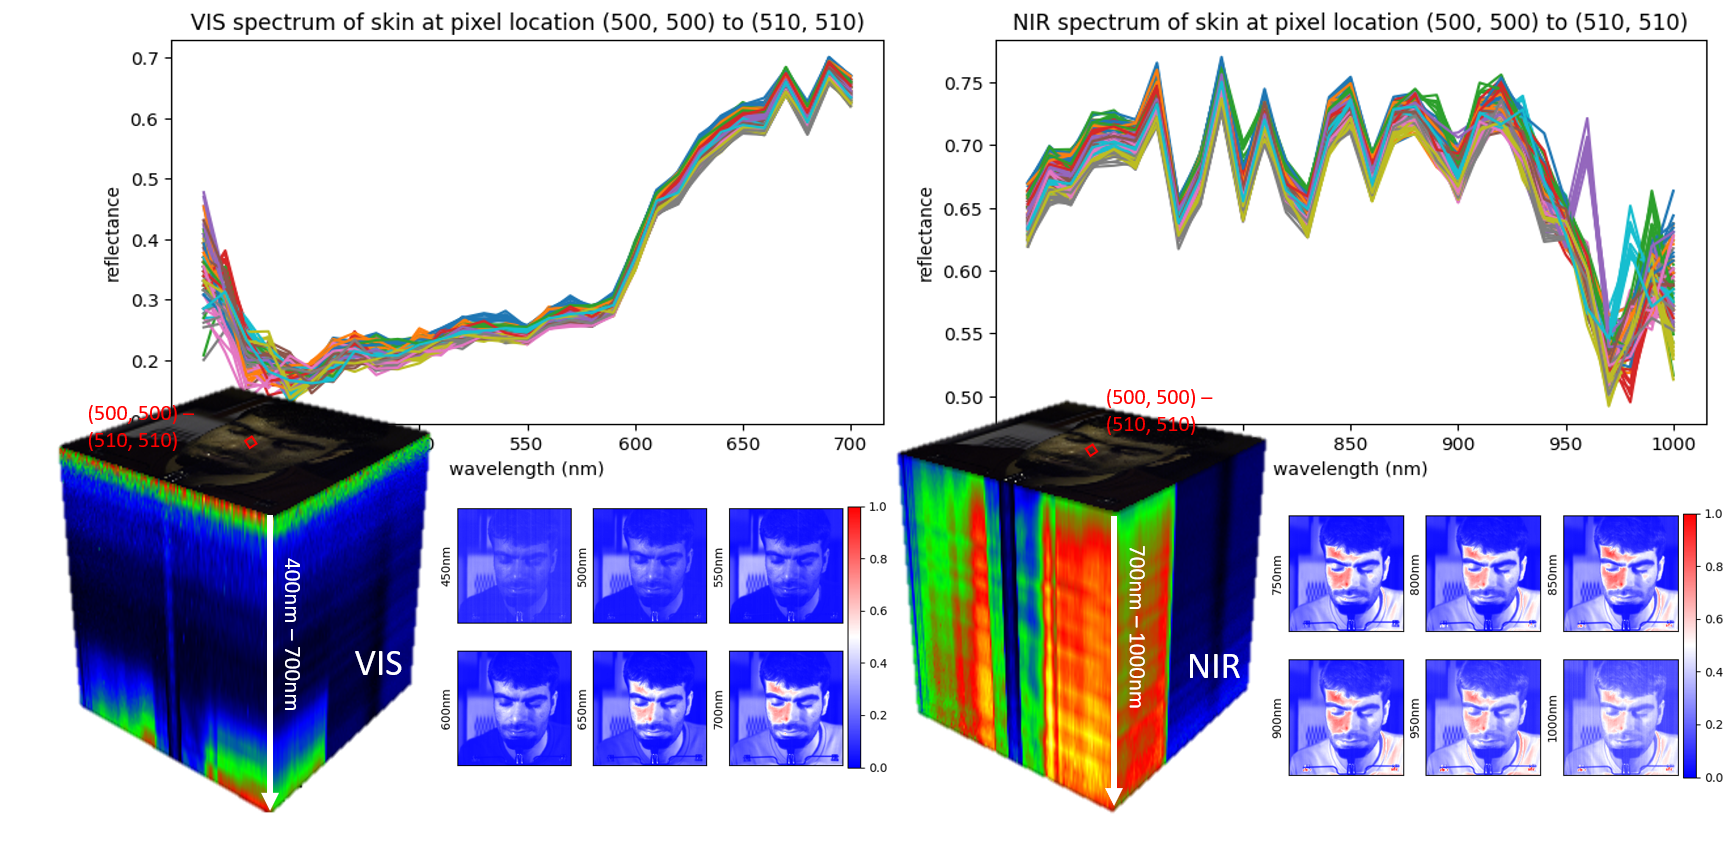 VIS spectrum of skin at pixel location (500, 500) to (510, 510)
0.7
0.6
0.5
0.4
0.3
0.2
reflectance
550
600
650
700
wavelength (nm)
(500, 500) –
(510, 510)
400nm – 700nm
VIS
450nm
500nm
550nm
600nm
650nm
700nm
1.0
0.8
0.6
0.4
0.2
0.0
NIR spectrum of skin at pixel location (500, 500) to (510, 510)
0.75
0.70
0.65
0.60
0.55
0.50
reflectance
850
900
950
1000
wavelength (nm)
(500, 500) –
(510, 510)
700nm – 1000nm
NIR
750nm
800nm
850nm
900nm
950nm
1000nm
1.0
0.8
0.6
0.4
0.2
0.0